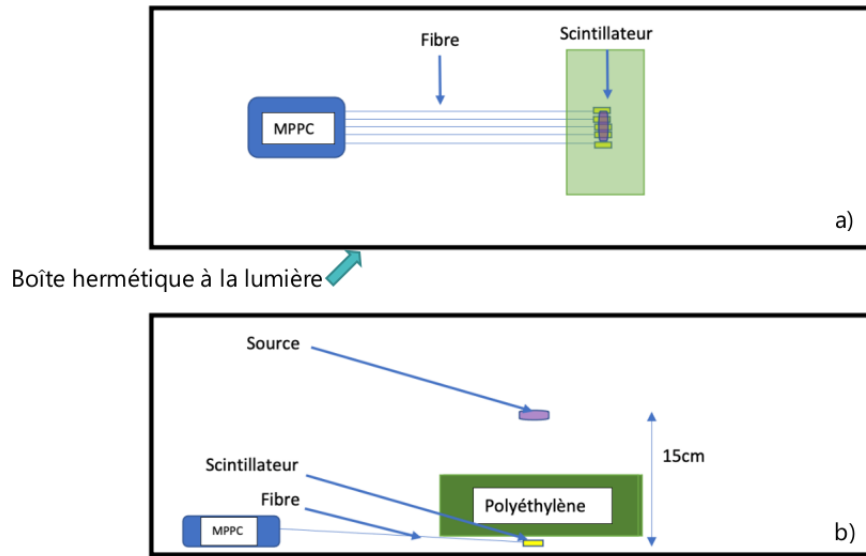 Fibre
Scintillateur
MPPC
a)
Boîte hermétique à la lumière
Source
15cm
Scintillateur
Polyéthylène
Fibre
MPPC
b)